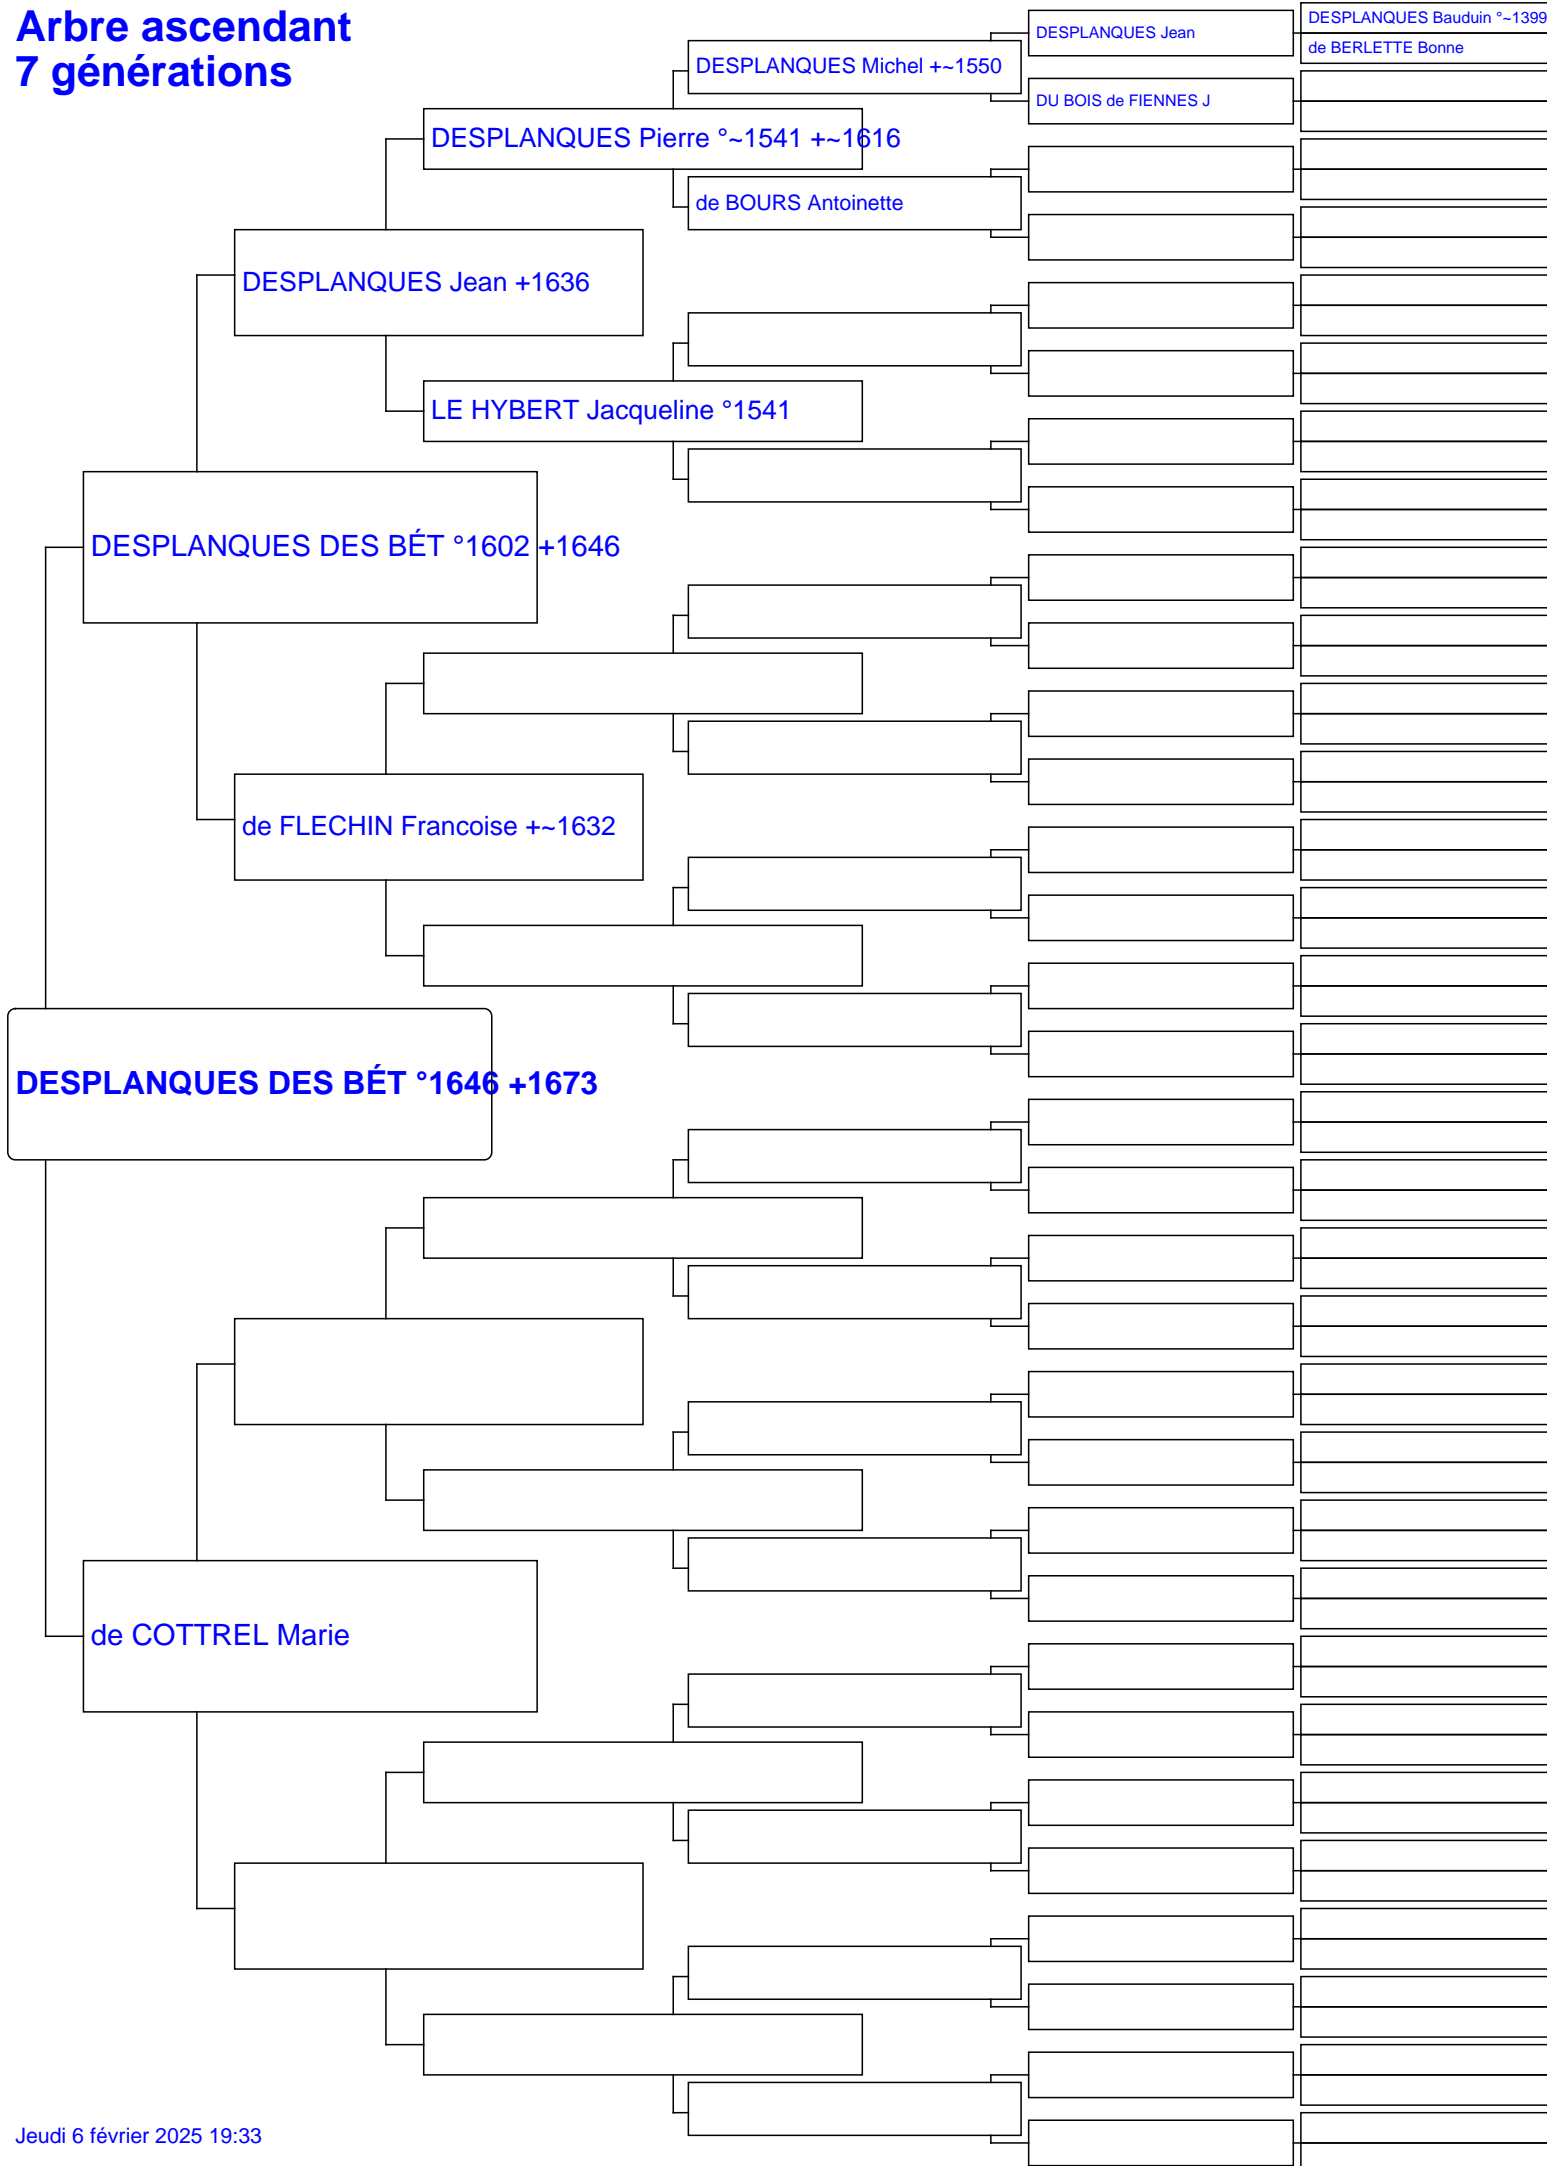 Arbre ascendant
7 générations
DESPLANQUES Bauduin °~1399
DESPLANQUES Jean
de BERLETTE Bonne
DESPLANQUES Michel +~1550
DU BOIS de FIENNES J
DESPLANQUES Pierre °~1541 +~1616
de BOURS Antoinette
DESPLANQUES Jean +1636
LE HYBERT Jacqueline °1541
DESPLANQUES DES BÉT °1602 +1646
de FLECHIN Francoise +~1632
DESPLANQUES DES BÉT °1646 +1673
de COTTREL Marie
Jeudi 6 février 2025 19:33